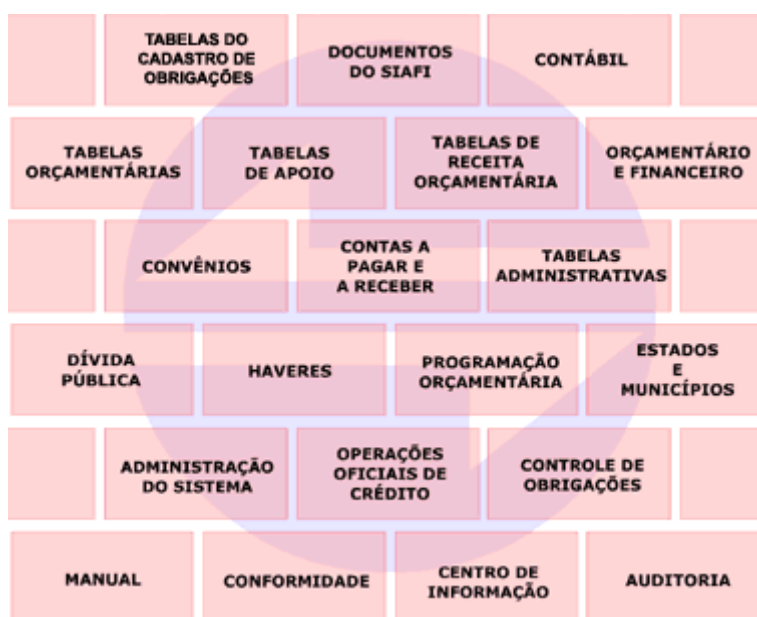 TABELAS DO
CADASTRO DE
OBRIGAÇÕES
DOCUMENTOS
DO SIAFI
CONTÁBIL
TABELAS
ORÇAMENTÁRIAS
TABELAS
DE APOIO
TABELAS DE
RECEITA
ORÇAMENTÁRIA
ORÇAMENTÁRIO
E FINANCEIRO
CONVÊNIOS
CONTAS A
PAGAR E
A RECEBER
TABELAS
ADMINISTRATIVAS
DÍVIDA
PÚBLICA
HAVERES
PROGRAMAÇÃO
ORÇAMENTÁRIA
ESTADOS
E
MUNICÍPIOS
ADMINISTRAÇÃO
DO SISTEMA
OPERAÇÕES
OFICIAIS DE
CRÉDITO
CONTROLE DE
OBRIGAÇÕES
MANUAL
CONFORMIDADE
CENTRO DE
INFORMAÇÃO
AUDITORIA